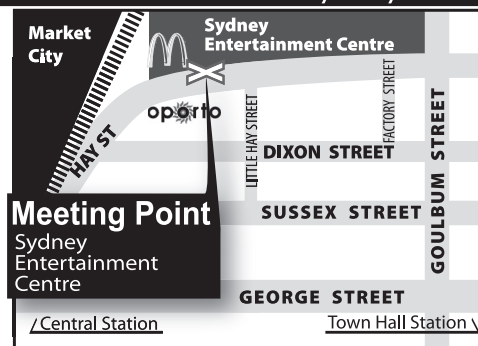 Market
City
Sydney
Entertainment Centre
oporto
HAY ST
LITTLE HAY STREET
FACTORY STREET
DIXON STREET
GOULBUM STREET
Meeting Point
Sydney
Entertainment
Centre
SUSSEX STREET
GEORGE STREET
Central Station
Town Hall Station